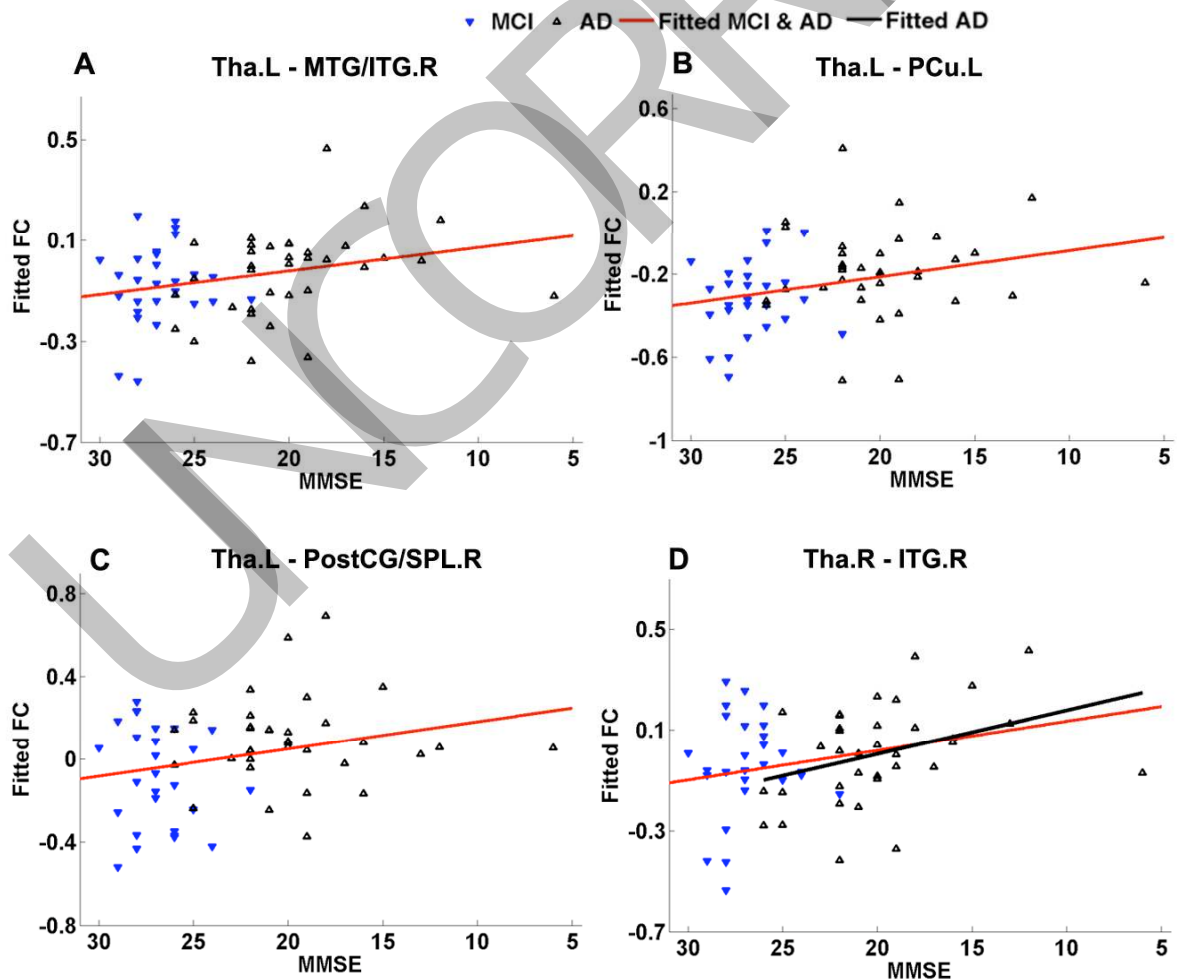 MCI AD Fitted MCI & AD Fitted AD
A Tha.L - MTG/ITG.R
0.5
0.1
-0.3
-0.7
Fitted FC
30 25 20 15 10 5
MMSE
B Tha.L - PCu.L
0.6
0.2
-0.2
-0.6
-1
Fitted FC
30 25 20 15 10 5
MMSE
C Tha.L - PostCG/SPL.R
0.8
0.4
0
-0.4
-0.8
Fitted FC
30 25 20 15 10 5
MMSE
D Tha.R - ITG.R
0.5
0.1
-0.3
-0.7
Fitted FC
30 25 20 15 10 5
MMSE
UNCORR